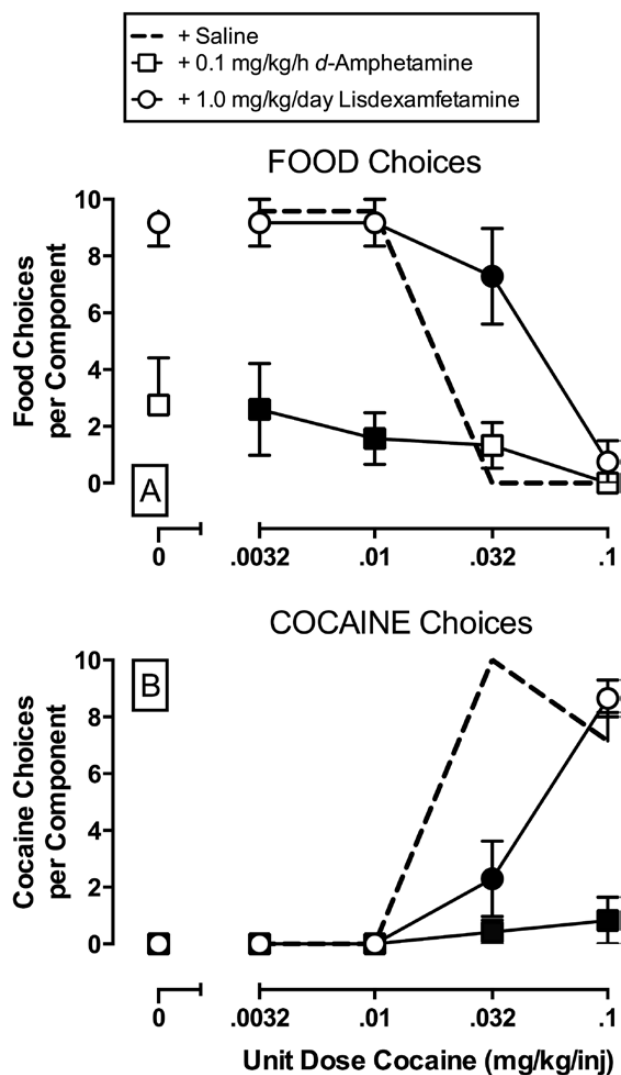 + Saline
+ 0.1 mg/kg/h d-Amphetamine
+ 1.0 mg/kg/day Lisdexamfetamine
FOOD Choices
Food Choices
per Component
10
8
6
4
2
0
A
0
.0032
.01
.032
.1
COCAINE Choices
Cocaine Choices
per Component
10
8
6
4
2
0
B
0
.0032
.01
.032
.1
Unit Dose Cocaine (mg/kg/inj)